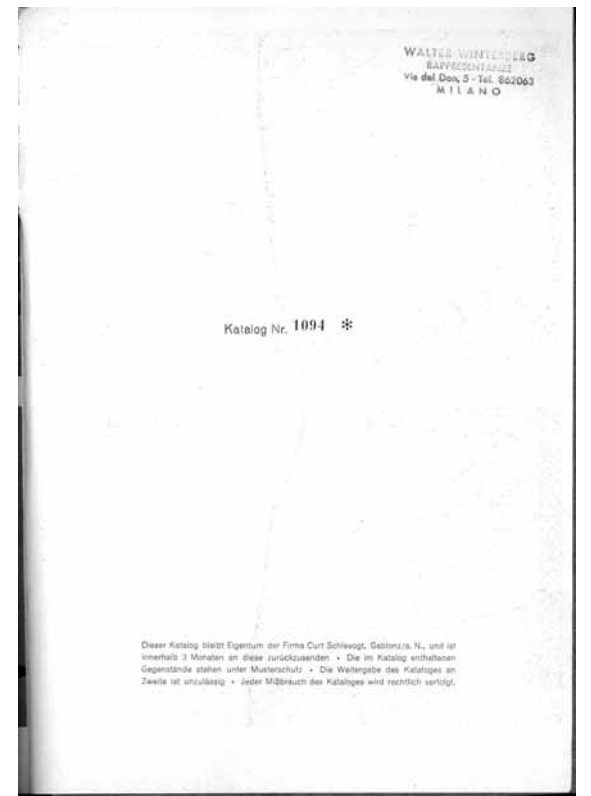 WALTER WINTERBERG
RAPPRESENTANZE
Via del Don, 5 - Tel. 862063
MILANO
Katalog Nr. 1094 *
Dieser Katalog bleibt Eigentum der Firma Curt Schlevogt, Gablonz/a. N., und ist
innerhalb 3 Monaten an diese zurückzusenden • Die im Katalog enthaltenen
Gegenstände stehen unter Musterschutz • Die Weitergabe des Kataloges an
Zweite ist unzulässig • Jeder Mißbrauch des Kataloges wird rechtlich verfolgt.